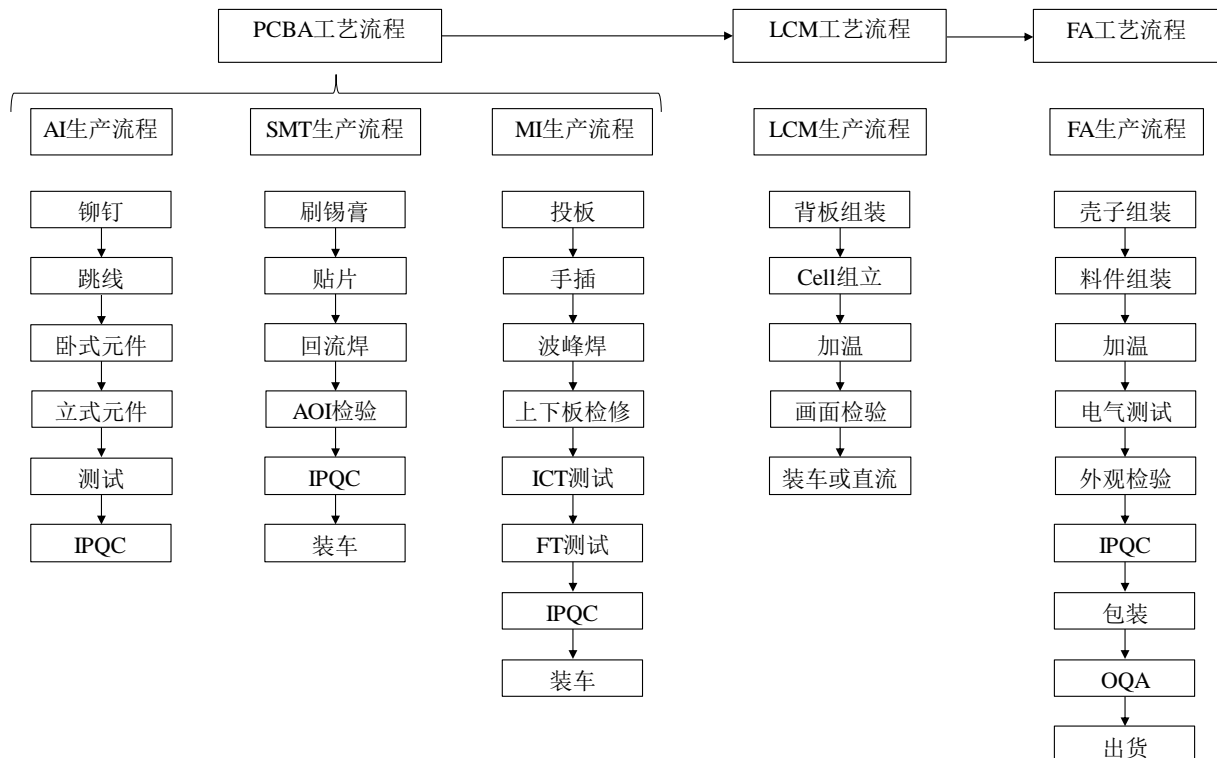 PCBA工艺流程
LCM工艺流程
FA工艺流程
AI生产流程
SMT生产流程
MI生产流程
LCM生产流程
FA生产流程
铆钉
跳线
卧式元件
立式元件
测试
IPQC
刷锡膏
贴片
回流焊
AOI检验
IPQC
装车
投板
手插
波峰焊
上下板检修
ICT测试
FT测试
IPQC
装车
背板组装
Cell组立
加温
画面检验
装车或直流
壳子组装
料件组装
加温
电气测试
外观检验
IPQC
包装
OQA
出货